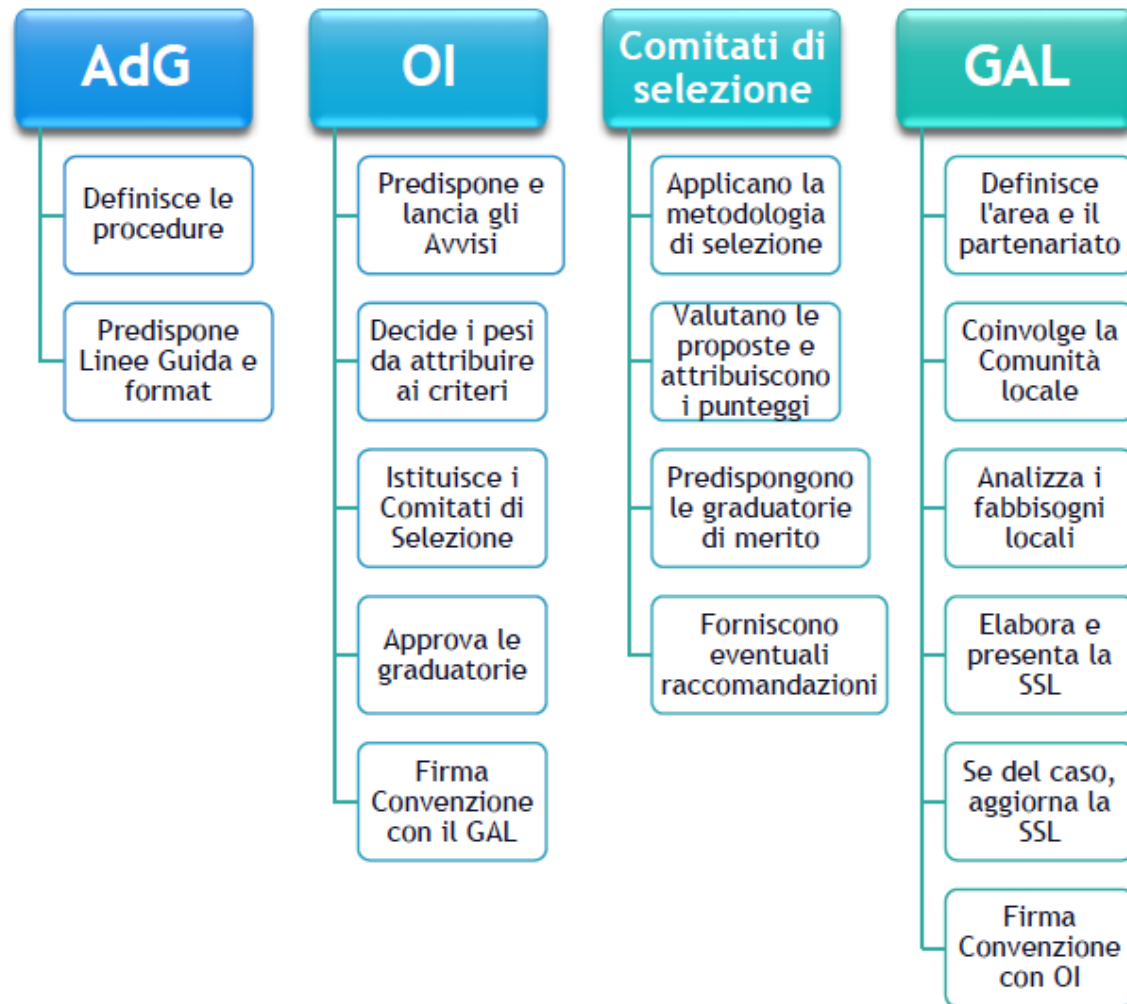 AdG
Definisce le
procedure
Predispone
Linee Guida e
format
OI
Predispone e
lancia gli
Avvisi
Decide i pesi
da attribuire
ai criteri
Istituisce i
Comitati di
Selezione
Approva le
graduatorie
Firma
Convenzione
con il GAL
Comitati di
selezione
Applicano la
metodologia
di selezione
Valutano le
proposte e
attribuiscono
i punteggi
Predispongono
le graduatorie
di merito
Forniscono
eventuali
raccomandazioni
GAL
Definisce
l'area e il
partenariato
Coinvolge la
Comunità
locale
Analizza i
fabbisogni
locali
Elabora e
presenta la
SSL
Se del caso,
aggiorna la
SSL
Firma
Convenzione
con OI